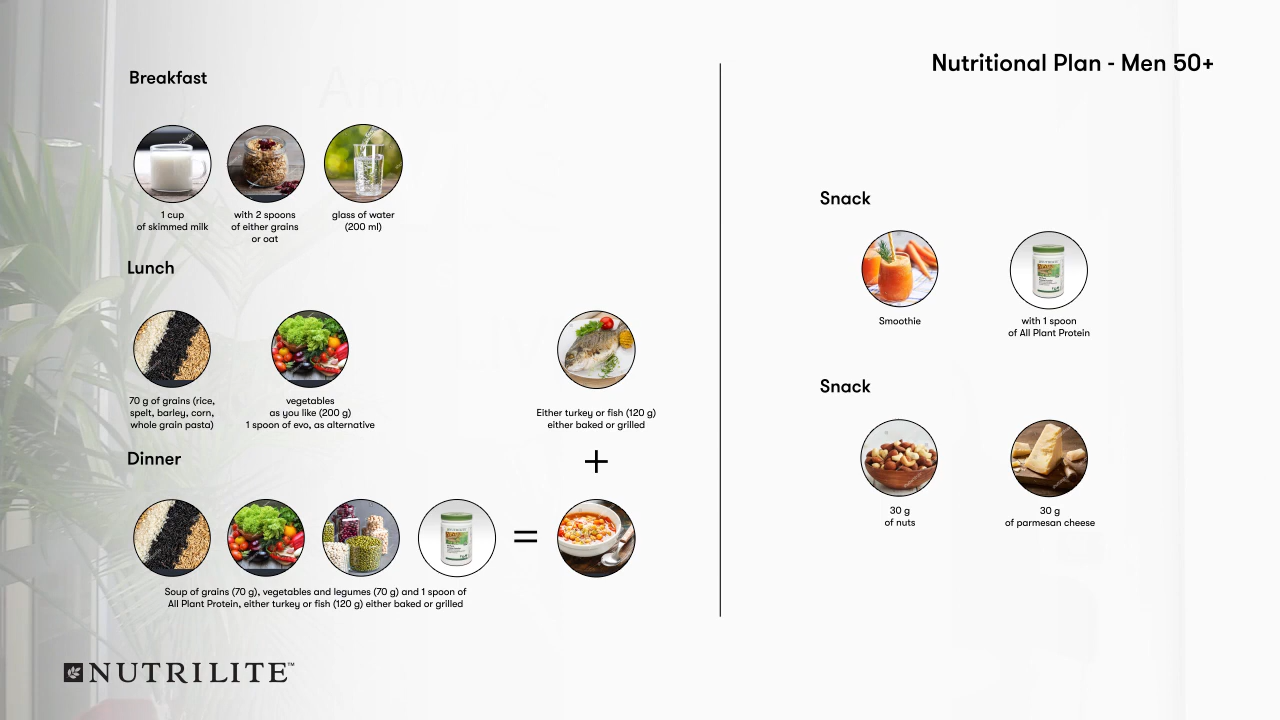 Nutritional Plan - Men 50+
Breakfast
1 cup
of skimmed milk
with 2 spoons
of either grains
or oat
glass of water
(200 ml)
Lunch
70 g of grains (rice,
spelt, barley, corn,
whole grain pasta)
vegetables
as you like (200 g)
1 spoon of evo, as alternative
Either turkey or fish (120 g)
either baked or grilled
+
Dinner
=
Soup of grains (70 g), vegetables and legumes (70 g) and 1 spoon of
All Plant Protein, either turkey or fish (120 g) either baked or grilled
Snack
Smoothie
with 1 spoon
of All Plant Protein
Snack
30 g
of nuts
30 g
of parmesan cheese
NUTRILITE™